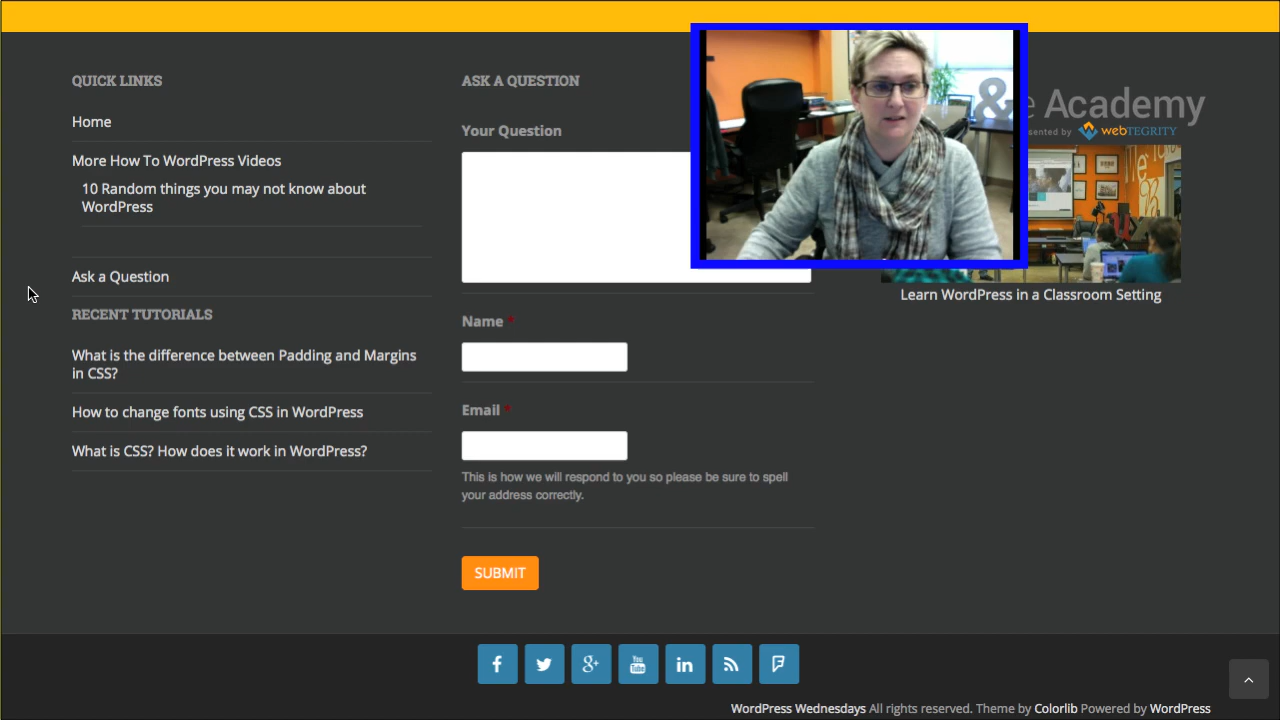 QUICK LINKS
Home
More How To WordPress Videos
10 Random things you may not know about
WordPress
Ask a Question
RECENT TUTORIALS
What is the difference between Padding and Margins
in CSS?
How to change fonts using CSS in WordPress
What is CSS? How does it work in WordPress?
ASK A QUESTION
Your Question
Name *
Email *
This is how we will respond to you so please be sure to spell
your address correctly.
SUBMIT
&
Academy
by webTEGRITY
Learn WordPress in a Classroom Setting
f g+ You Tube in
WordPress Wednesdays All rights reserved. Theme by Colorlib Powered by WordPress